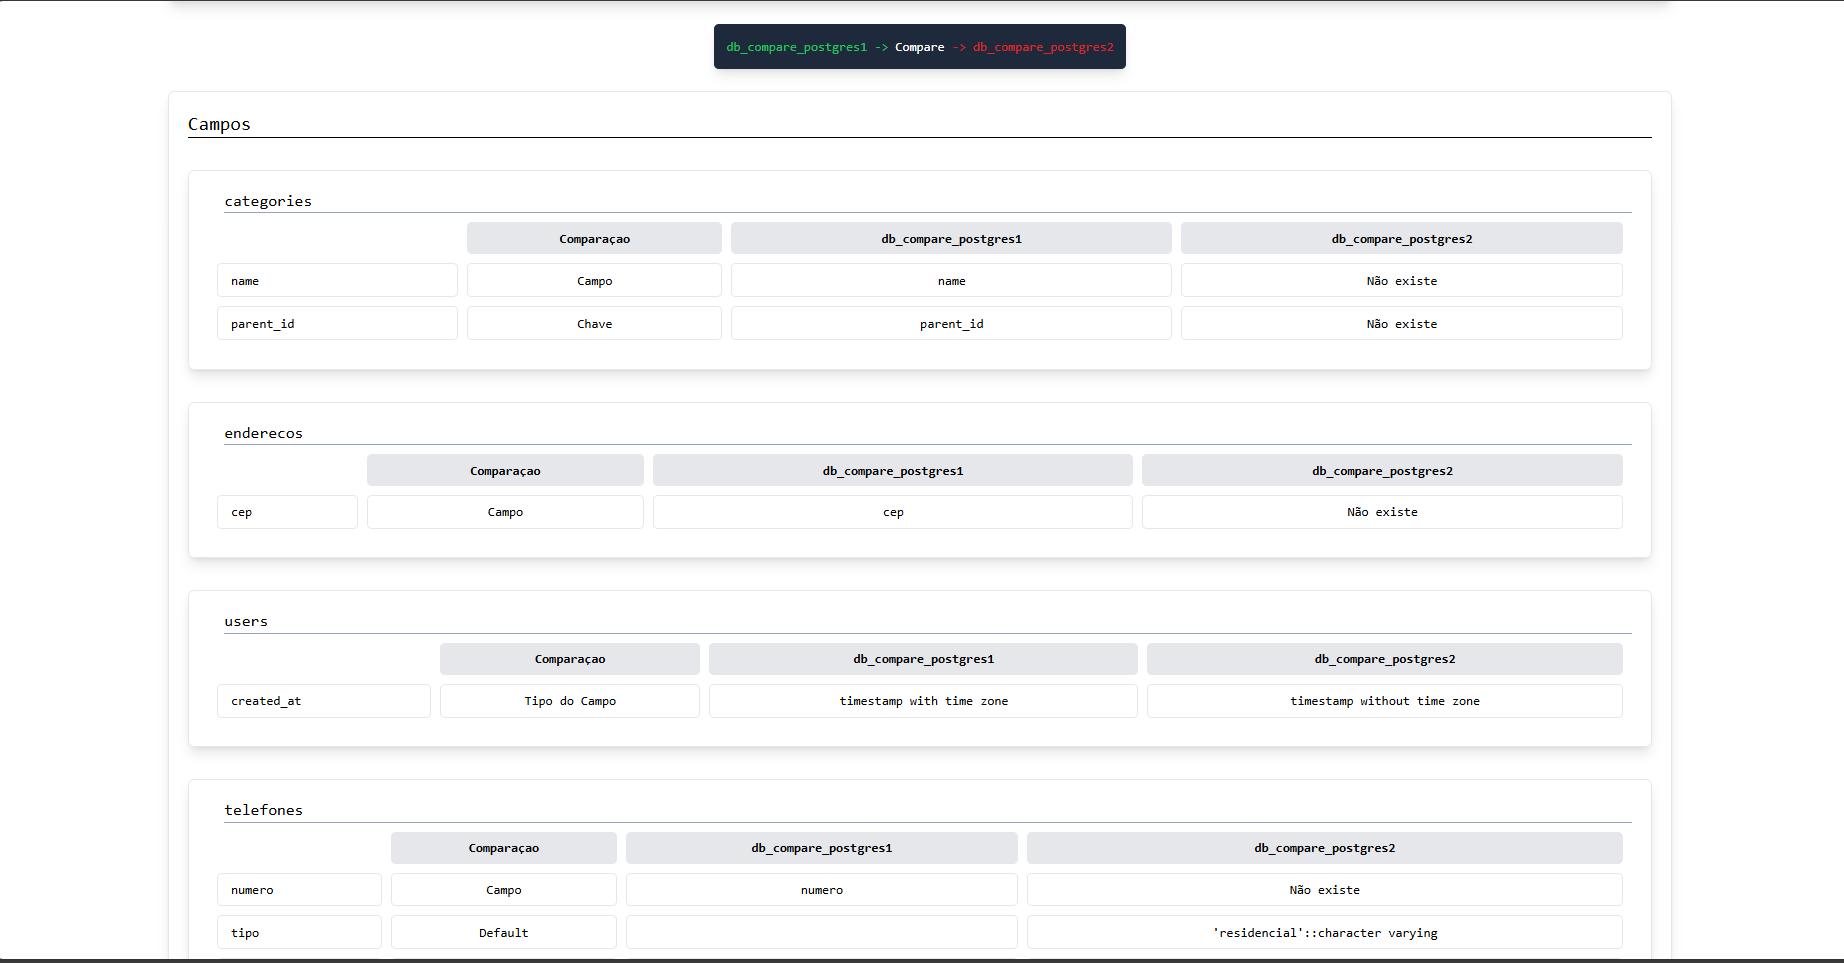 db_compare_postgres1 -> Compare -> db_compare_postgres2
Campos
categories
Comparaçao db_compare_postgres1 db_compare_postgres2
name Campo name Não existe
parent_id Chave parent_id Não existe
enderecos
Comparaçao db_compare_postgres1 db_compare_postgres2
cep Campo cep Não existe
users
Comparaçao db_compare_postgres1 db_compare_postgres2
created_at Tipo do Campo timestamp with time zone timestamp without time zone
telefones
Comparaçao db_compare_postgres1 db_compare_postgres2
numero Campo numero Não existe
tipo Default 'residencial'::character varying